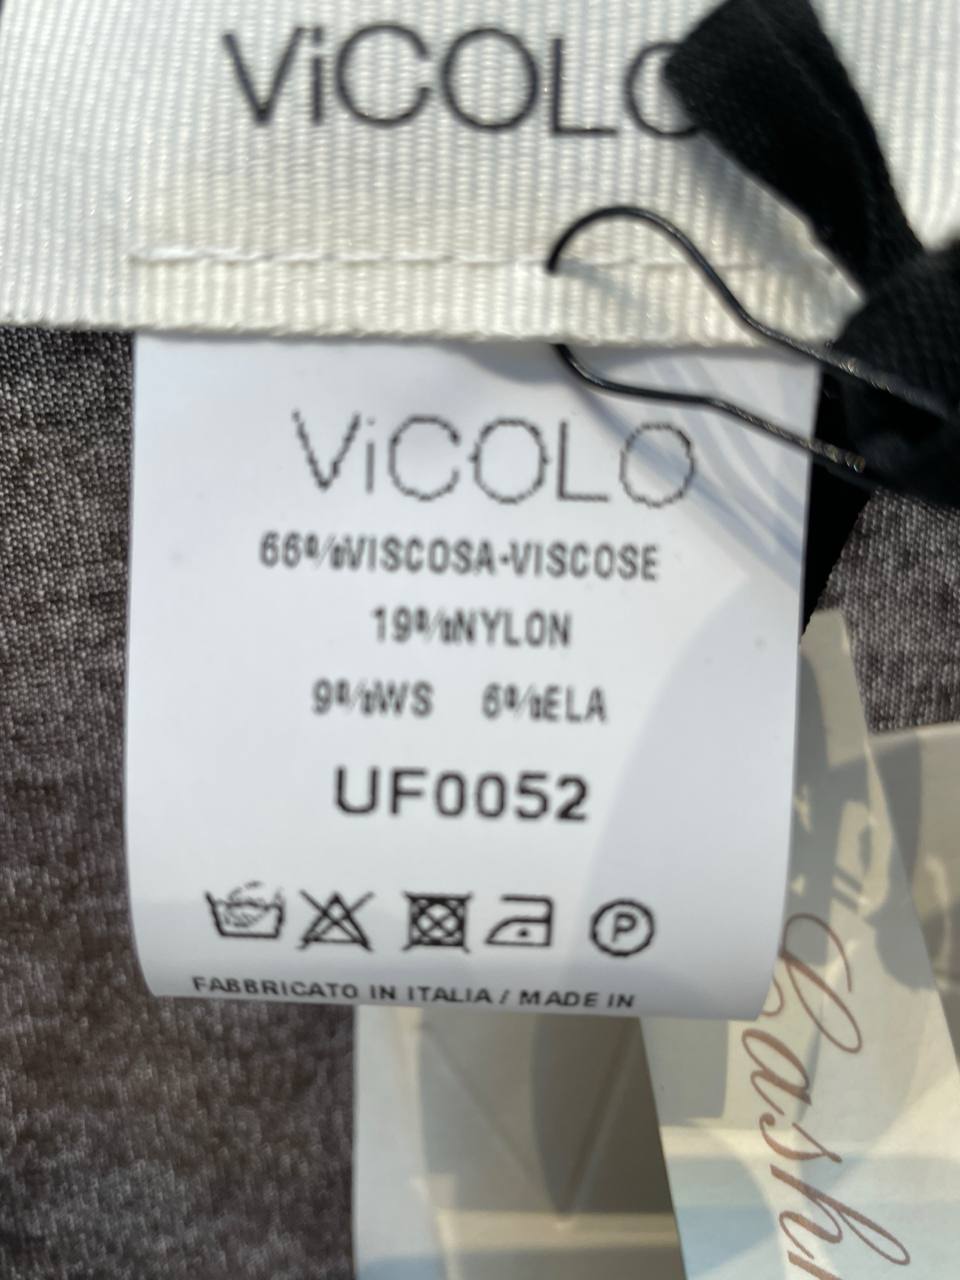 ViCOLO
ViCOLO
66%VISCOSA-VISCOSE
19%NYLON
9%WS 6%ELA
UF0052
P
FABBRICATO IN ITALIA / MADE IN